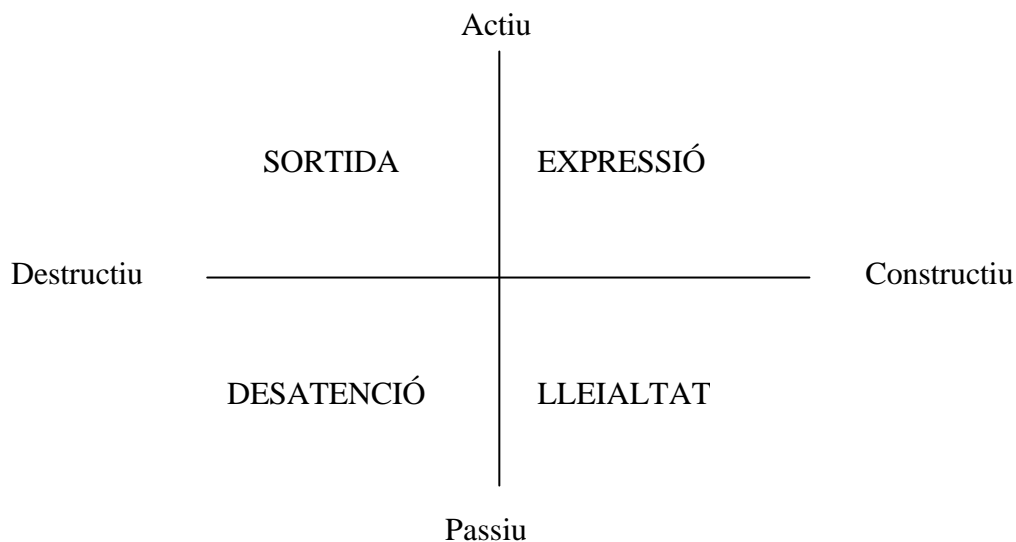 Actiu
SORTIDA EXPRESSIÓ
Destructiu Constructiu
DESATENCIÓ LLEIALTAT
Passiu